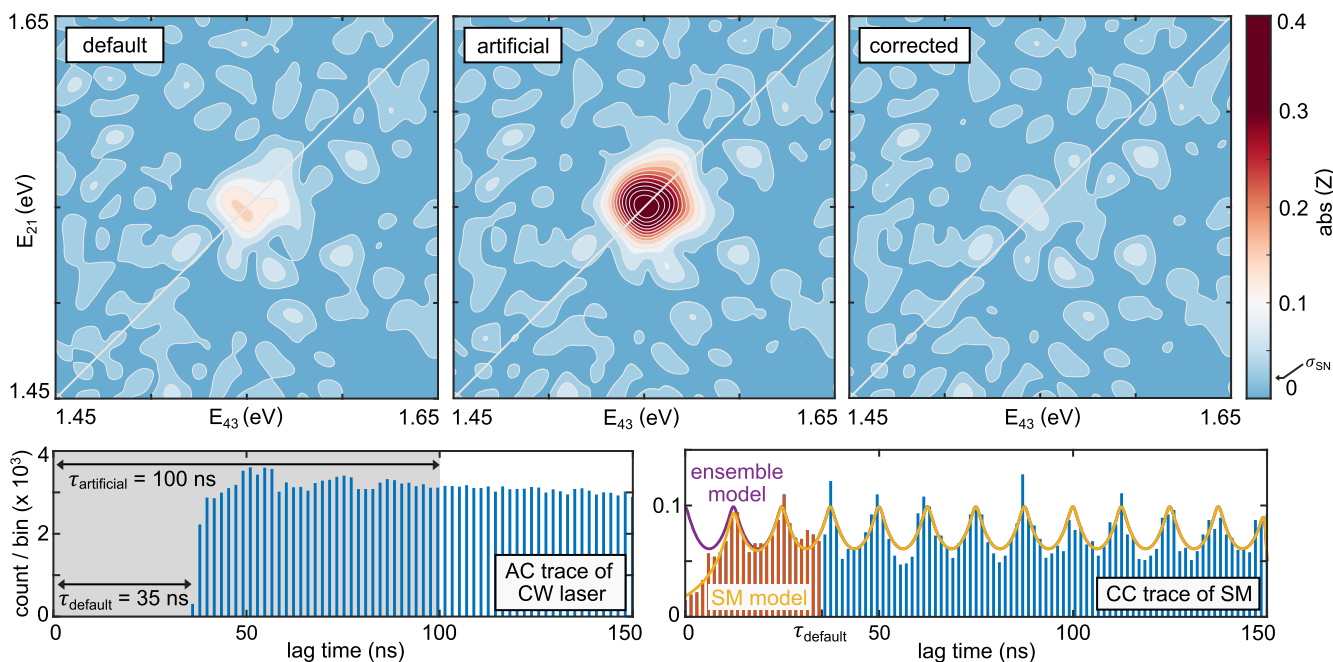 1.65
default
artificial
corrected
0.4
0.3
0.2
0.1
0
abs (Z)
σSN
E21 (eV)
1.45
1.45
E43 (eV)
1.65
1.45
E43 (eV)
1.65
1.45
E43 (eV)
1.65
4
2
0
count / bin (x 10³)
τartificial = 100 ns
τdefault = 35 ns
AC trace of
CW laser
0
50
100
150
lag time (ns)
0.1
0
ensemble
model
SM model
CC trace of SM
0
τdefault
50
100
150
lag time (ns)